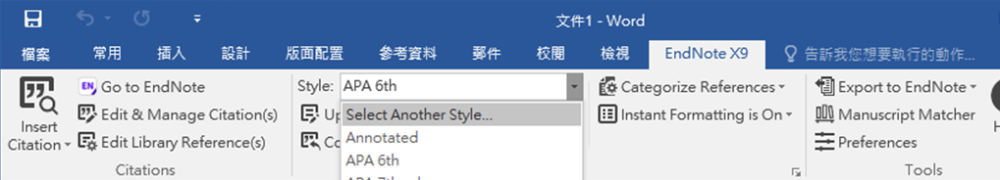 文件1 - Word
檔案 常用 插入 設計 版面配置 參考資料 郵件 校閱 檢視 EndNote X9 告訴我您想要執行的動作...
Insert
Citation
Citations
EN Go to EndNote
Edit & Manage Citation(s)
Edit Library Reference(s)
Style: APA 6th
Select Another Style...
Annotated
APA 6th
Categorize References
Instant Formatting is On
Export to EndNote
Manuscript Matcher
Preferences
Tools